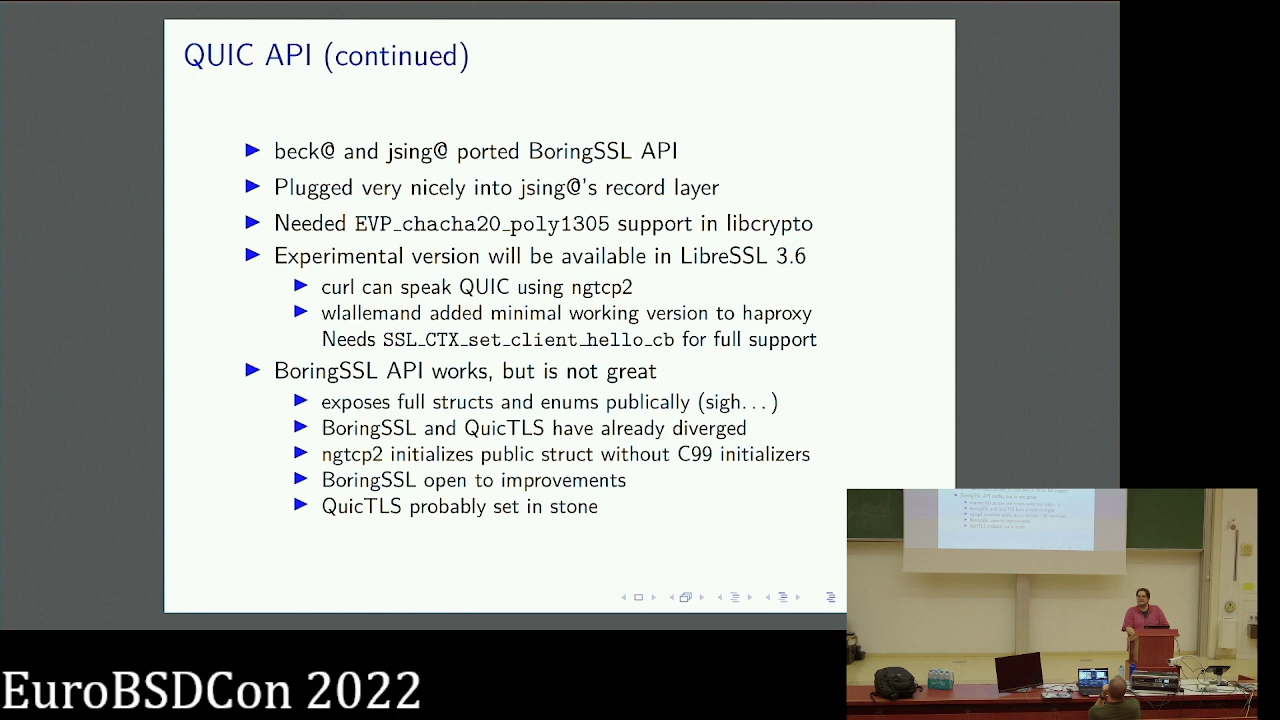 QUIC API (continued)
beck@ and jsing@ ported BoringSSL API
Plugged very nicely into jsing@'s record layer
Needed EVP_chacha20_poly1305 support in libcrypto
Experimental version will be available in LibreSSL 3.6
curl can speak QUIC using ngtcp2
wlallemand added minimal working version to haproxy
Needs SSL_CTX_set_client_hello_cb for full support
BoringSSL API works, but is not great
exposes full structs and enums publically (sigh...)
BoringSSL and QuicTLS have already diverged
ngtcp2 initializes public struct without C99 initializers
BoringSSL open to improvements
QuicTLS probably set in stone
EuroBSDCon 2022